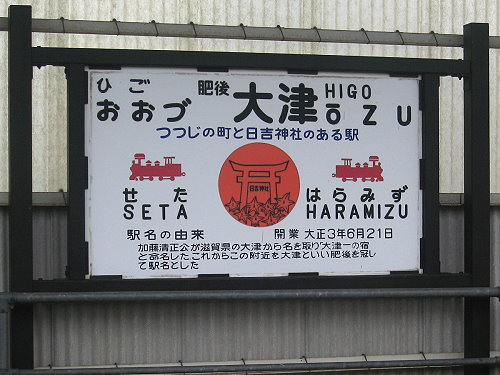 ひご 肥後 HIGO
おおづ 大津 ŌZU
つつじの町と日吉神社のある駅
日吉神社
せた はらみず
SETA HARAMIZU
駅名の由来 開業 大正3年6月21日
加藤清正公が滋賀県の大津から名を取り"大津一の宿
と命名した.これからこの附近を大津といい肥後を冠し
て駅名とした